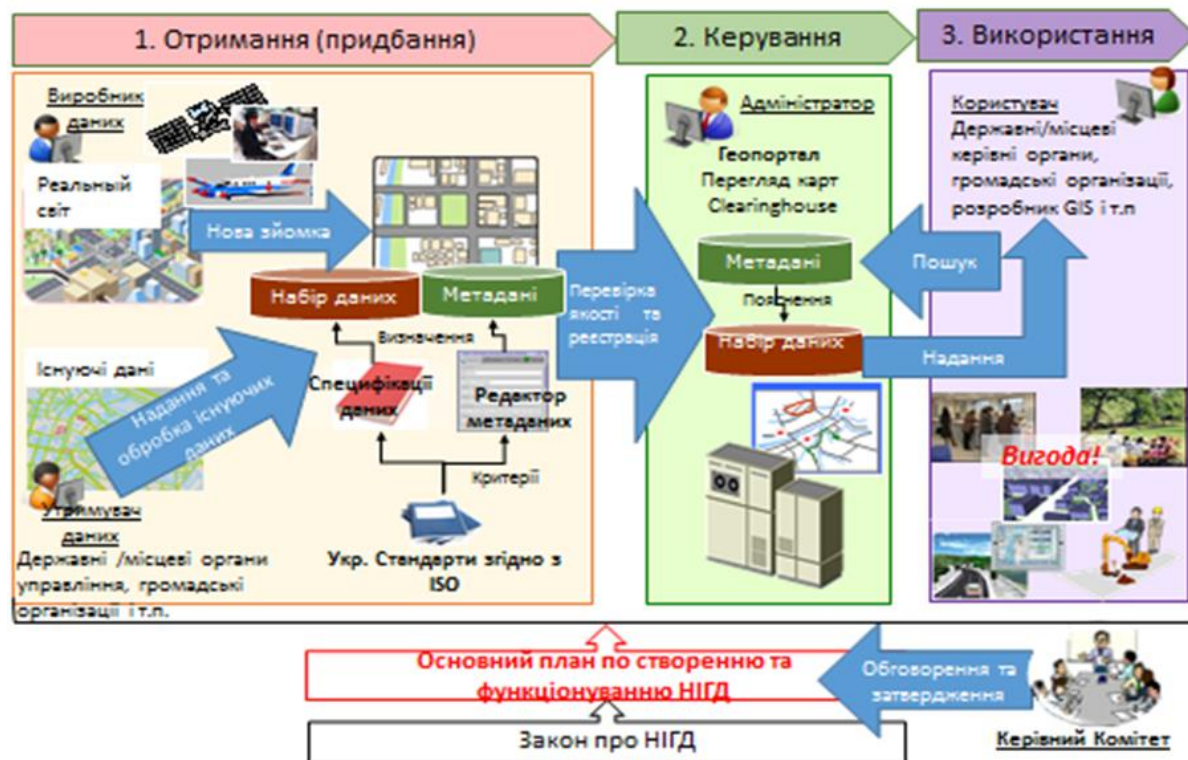 1. Отримання (придбання)
2. Керування
3. Використання
Виробник
даних
Реальный
світ
Нова зйомка
Набір даних
Метадані
Визначення
Існуючі дані
Надання та
обробка існуючих
даних
Специфікації
даних
Редактор
метаданих
Критерії
Утримувач
даних
Державні /місцеві органи
управління, громадські
організації і т.п.
Укр. Стандарти згідно з
ISO
Перевірка
якості та
реєстрація
Адміністратор
Геопортвл
Перегляд карт
Clearinghouse
Метадані
Пояснення
Набір даних
Користувач
Державні/місцеві
керівні органи,
громадські організації,
розробник GIS і т.п
Пошук
Надання
Вигода!
Основний план по створенню та
функціонуванню НІГД
Обговорення та
затвердження
Закон про НІГД
Керівний Комітет